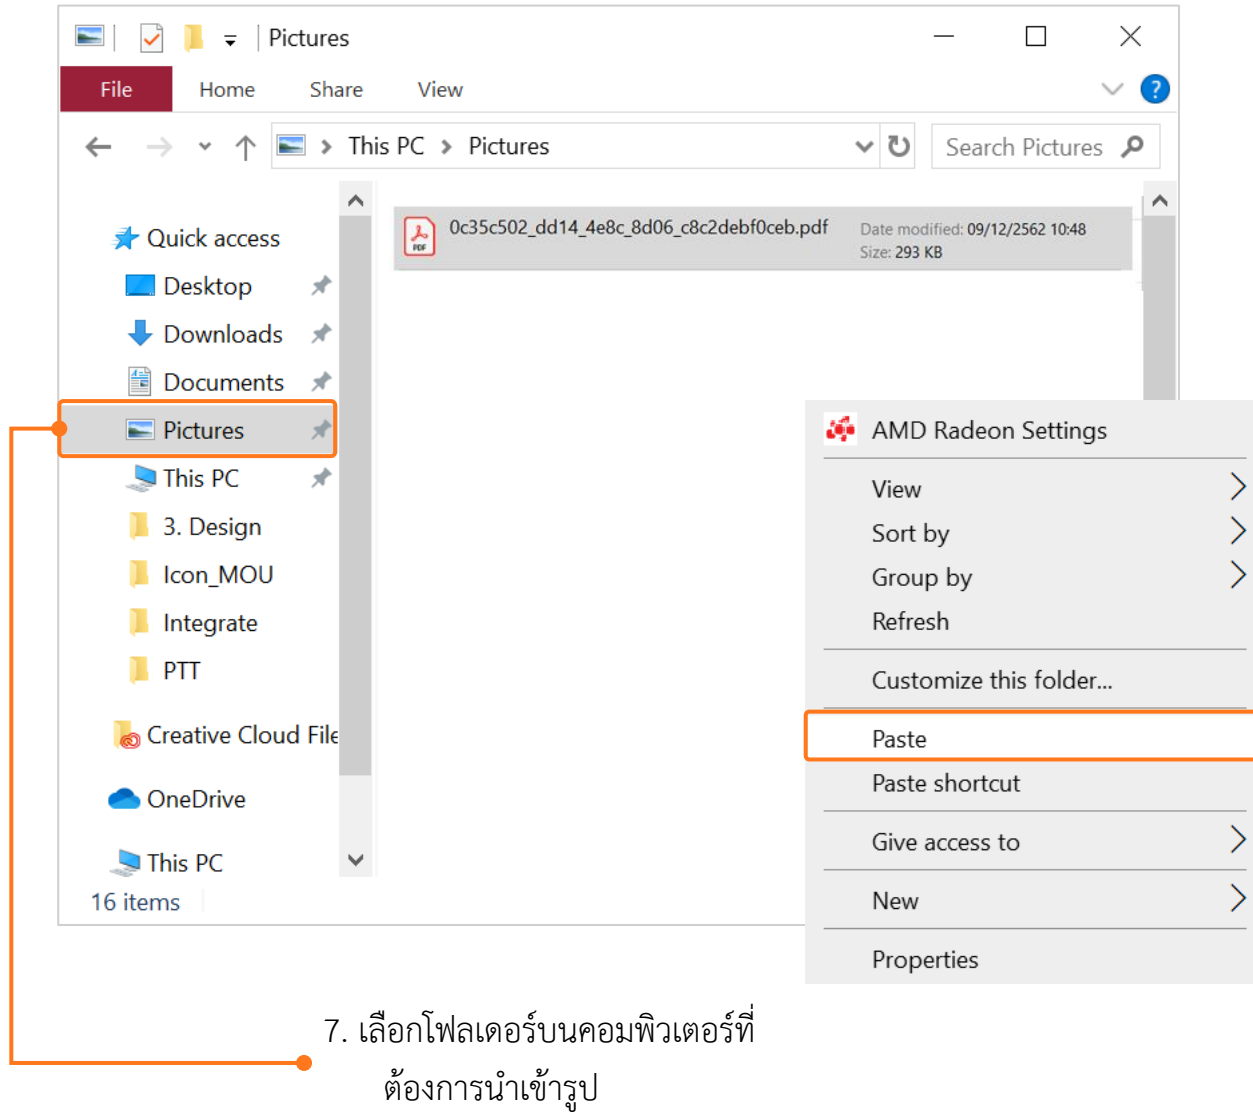 Pictures
File Home Share View
This PC > Pictures
Search Pictures
Quick access
Desktop
Downloads
Documents
Pictures
This PC
3. Design
Icon_MOU
Integrate
PTT
Creative Cloud File
OneDrive
This PC
16 items
0c35c502_dd14_4e8c_8d06_c8c2debf0ceb.pdf
Date modified: 09/12/2562 10:48
Size: 293 KB
PDF
AMD Radeon Settings
View
Sort by
Group by
Refresh
Customize this folder...
Paste
Paste shortcut
Give access to
New
Properties
7. เลือกโฟลเดอร์บนคอมพิวเตอร์ที่
ต้องการนำเข้ารูป